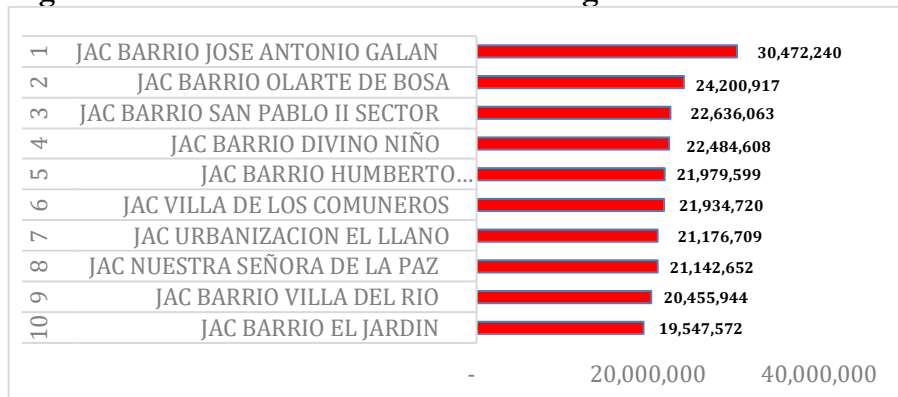 1 JAC BARRIO JOSE ANTONIO GALAN 30,472,240
2 JAC BARRIO OLARTE DE BOSA 24,200,917
3 JAC BARRIO SAN PABLO II SECTOR 22,636,063
4 JAC BARRIO DIVINO NIÑO 22,484,608
5 JAC BARRIO HUMBERTO... 21,979,599
6 JAC VILLA DE LOS COMUNEROS 21,934,720
7 JAC URBANIZACION EL LLANO 21,176,709
8 JAC NUESTRA SEÑORA DE LA PAZ 21,142,652
9 JAC BARRIO VILLA DEL RIO 20,455,944
10 JAC BARRIO EL JARDIN 19,547,572
- 20,000,000 40,000,000